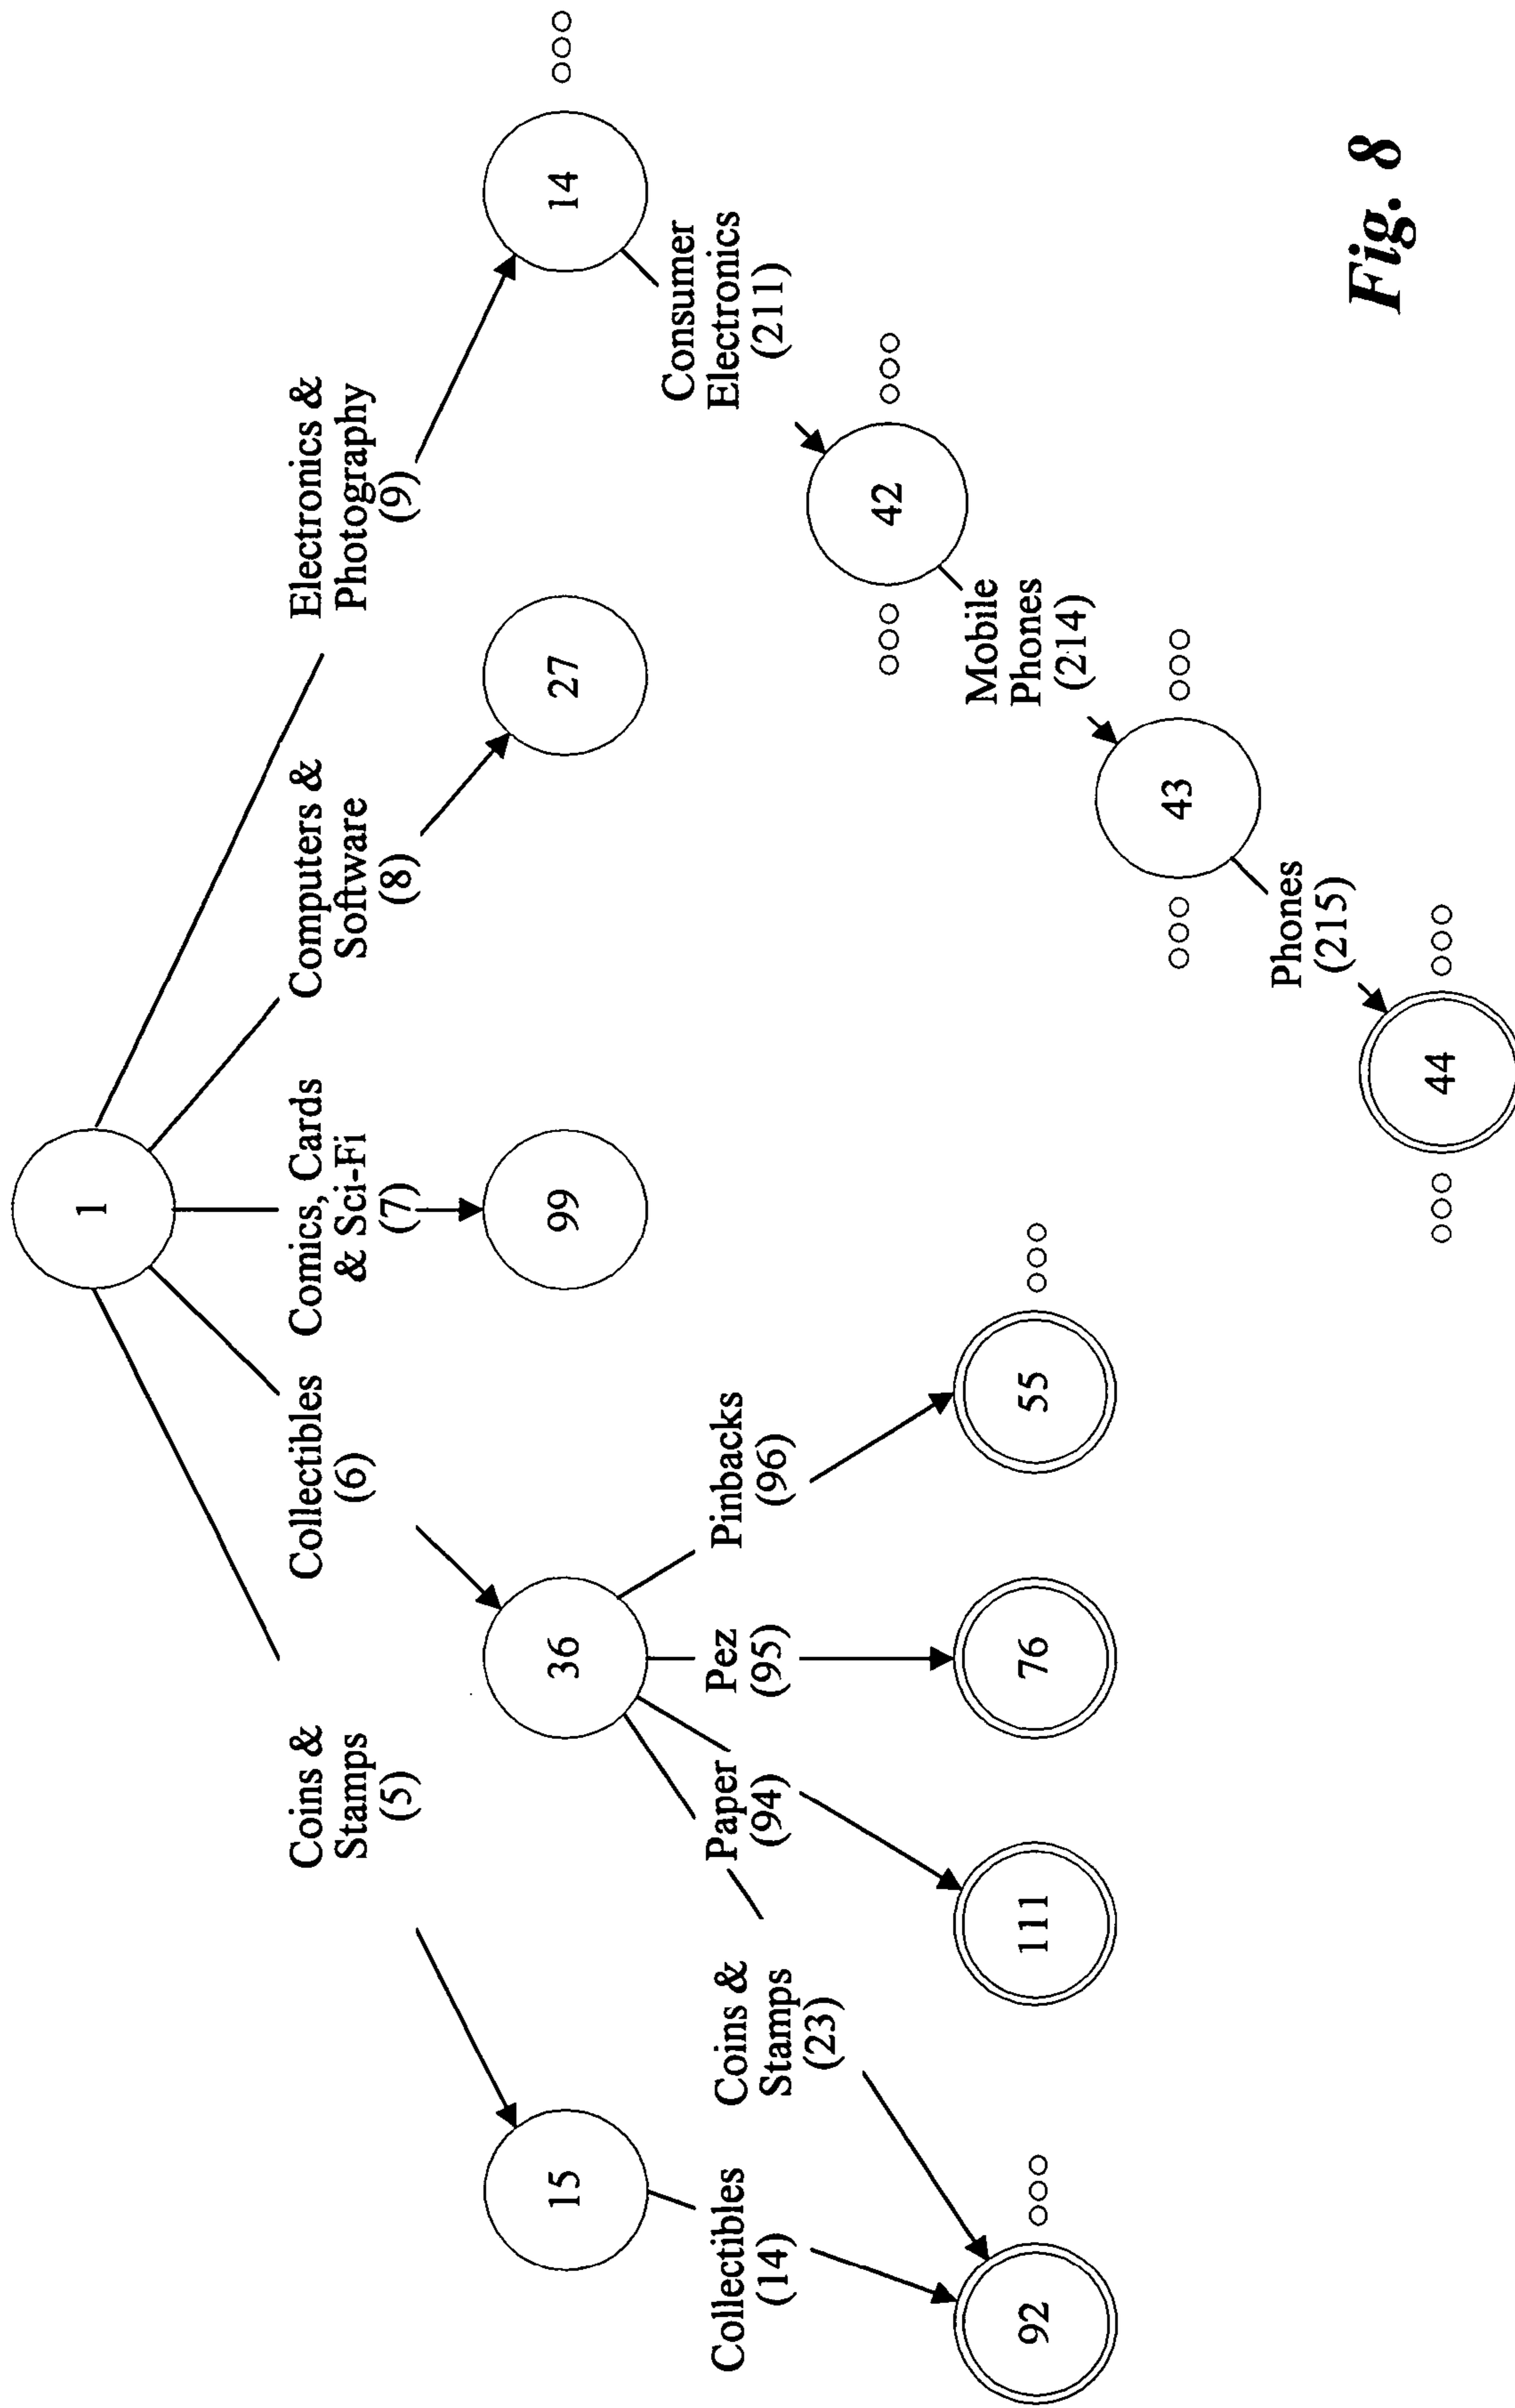 1
Coins &
Stamps
(5)
Collectibles
(6)
Comics, Cards
& Sci-Fi
(7)
Computers &
Software
(8)
Electronics &
Photography
(9)
15
36
99
27
14
Collectibles
(14)
Coins &
Stamps
(23)
Paper
(94)
Pez
(95)
Pinbacks
(96)
Consumer
Electronics
(211)
92
111
76
55
42
Mobile
Phones
(214)
43
Phones
(215)
44
Fig. 8